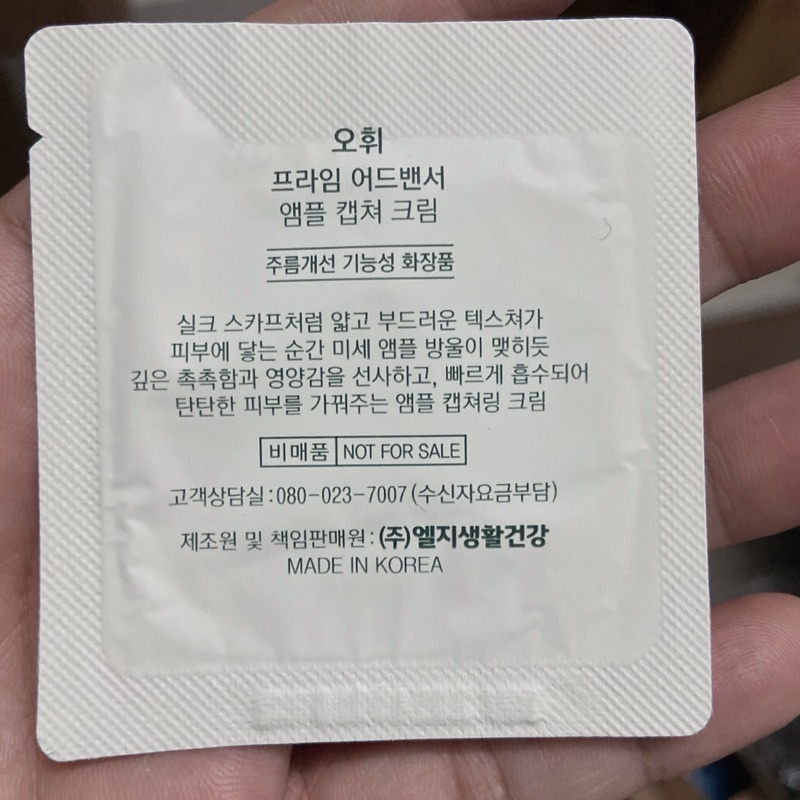 오휘
프라임 어드밴서
앰플 캡쳐 크림
주름개선 기능성 화장품
실크 스카프처럼 얇고 부드러운 텍스쳐가
피부에 닿는 순간 미세 앰플 방울이 맺히듯
깊은 촉촉함과 영양감을 선사하고, 빠르게 흡수되어
탄탄한 피부를 가꿔주는 앰플 캡쳐링 크림
비매품 NOT FOR SALE
고객상담실:080-023-7007(수신자요금부담)
제조원 및 책임판매원:(주)엘지생활건강
MADE IN KOREA